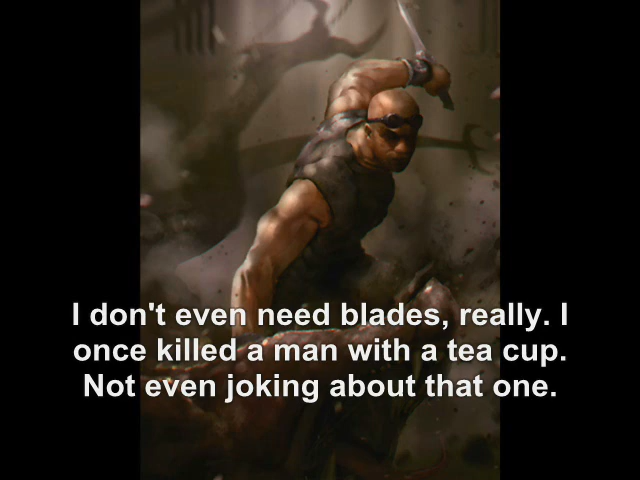 I don't even need blades, really. I
once killed a man with a tea cup.
Not even joking about that one.